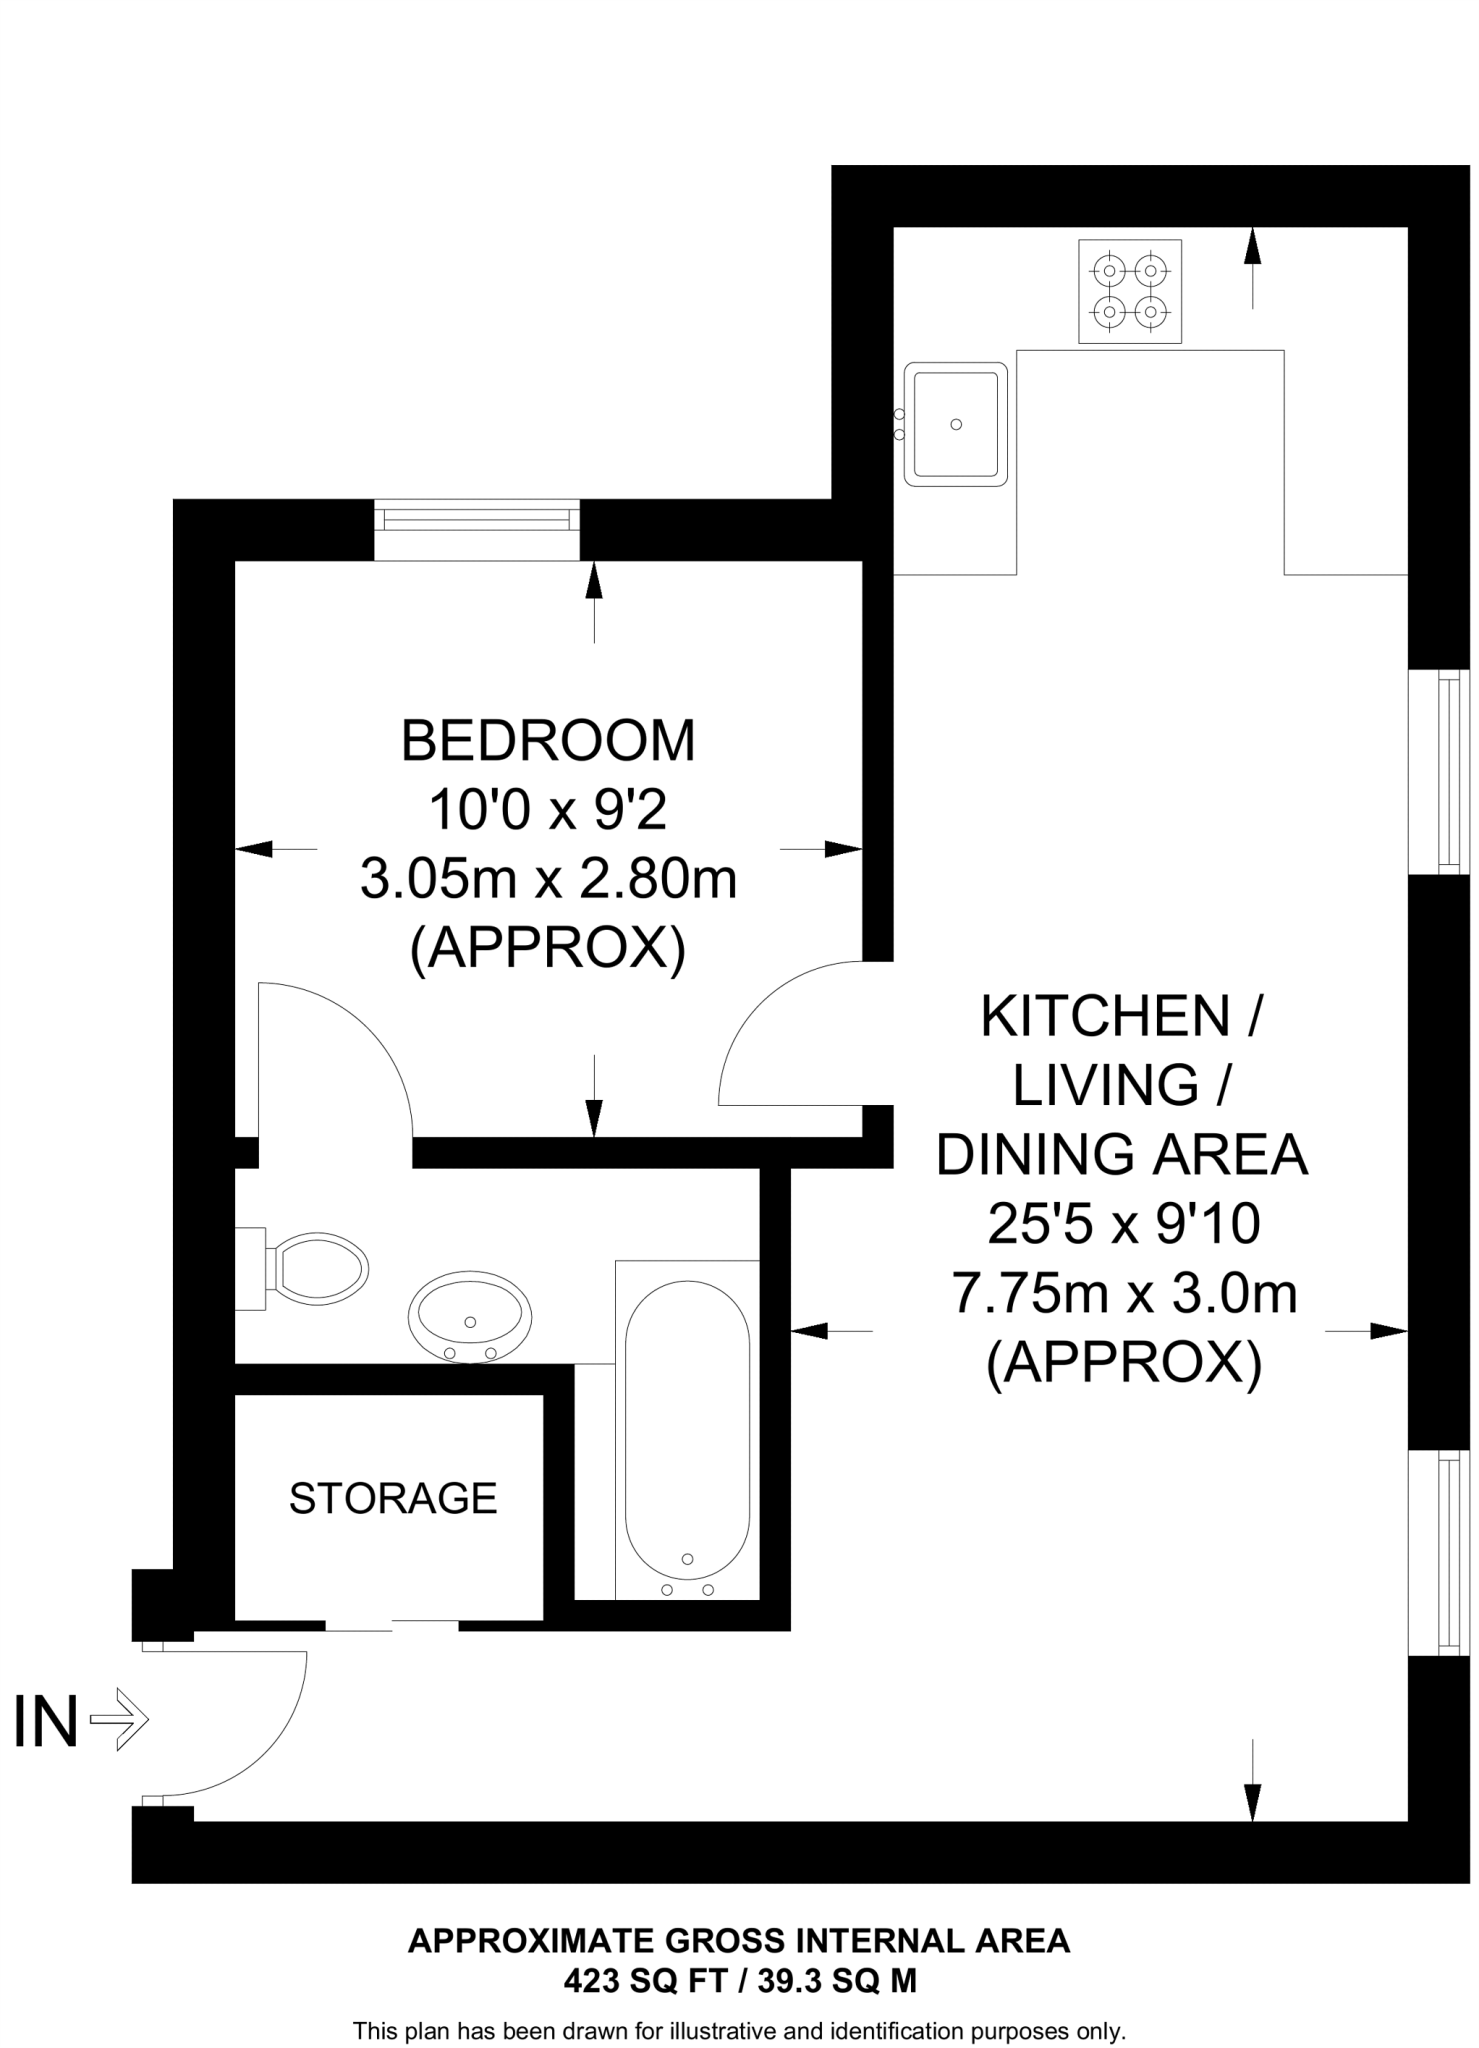 BEDROOM
10'0 x 9'2
3.05m x 2.80m
(APPROX)
KITCHEN /
LIVING /
DINING AREA
25'5 x 9'10
7.75m x 3.0m
(APPROX)
STORAGE
IN
APPROXIMATE GROSS INTERNAL AREA
423 SQ FT / 39.3 SQ M
This plan has been drawn for illustrative and identification purposes only.